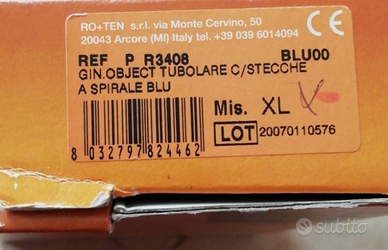 RO+TEN s.r.l. via Monte Cervino, 50
20043 Arcore (MI) Italy tel +39 039 6014094
REF P R3408 BLU00
GIN.OBJECT TUBOLARE C/STECCHE
A SPIRALE BLU
Mis. XL
8 032797 824462
LOT 20070110576
subito